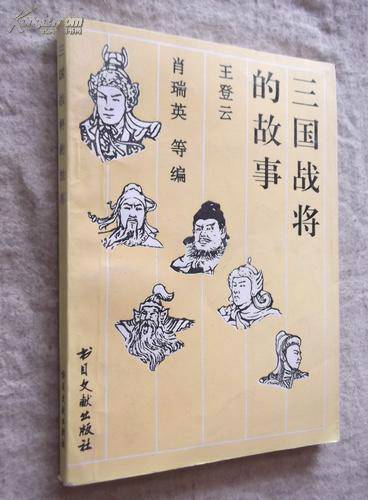 三国战将
的故事
王登云
肖瑞英 等编
书目文献出版社